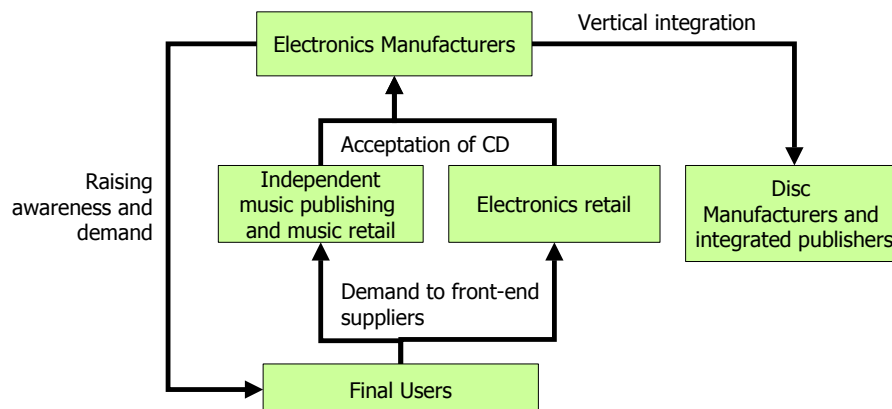 Vertical integration
Electronics Manufacturers
Acceptation of CD
Raising
awareness and
demand
Independent
music publishing
and music retail
Electronics retail
Disc
Manufacturers and
integrated publishers
Demand to front-end
suppliers
Final Users